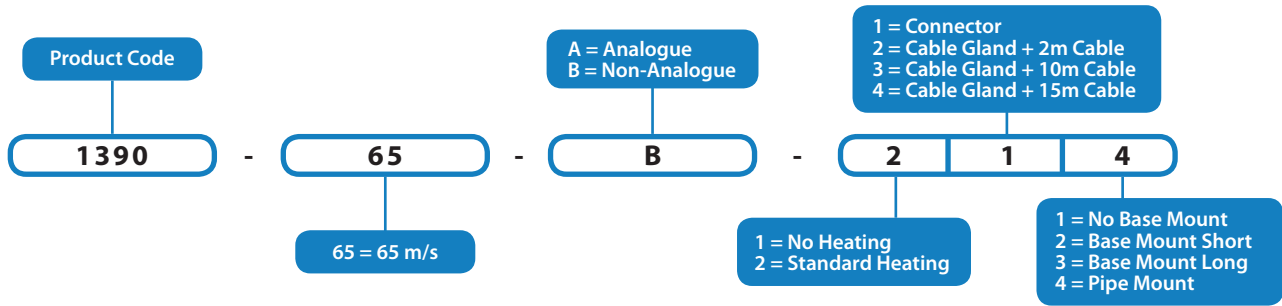 Product Code
A = Analogue
B = Non-Analogue
1 = Connector
2 = Cable Gland + 2m Cable
3 = Cable Gland + 10m Cable
4 = Cable Gland + 15m Cable
1390 - 65 - B - 2 1 4
65 = 65 m/s
1 = No Heating
2 = Standard Heating
1 = No Base Mount
2 = Base Mount Short
3 = Base Mount Long
4 = Pipe Mount